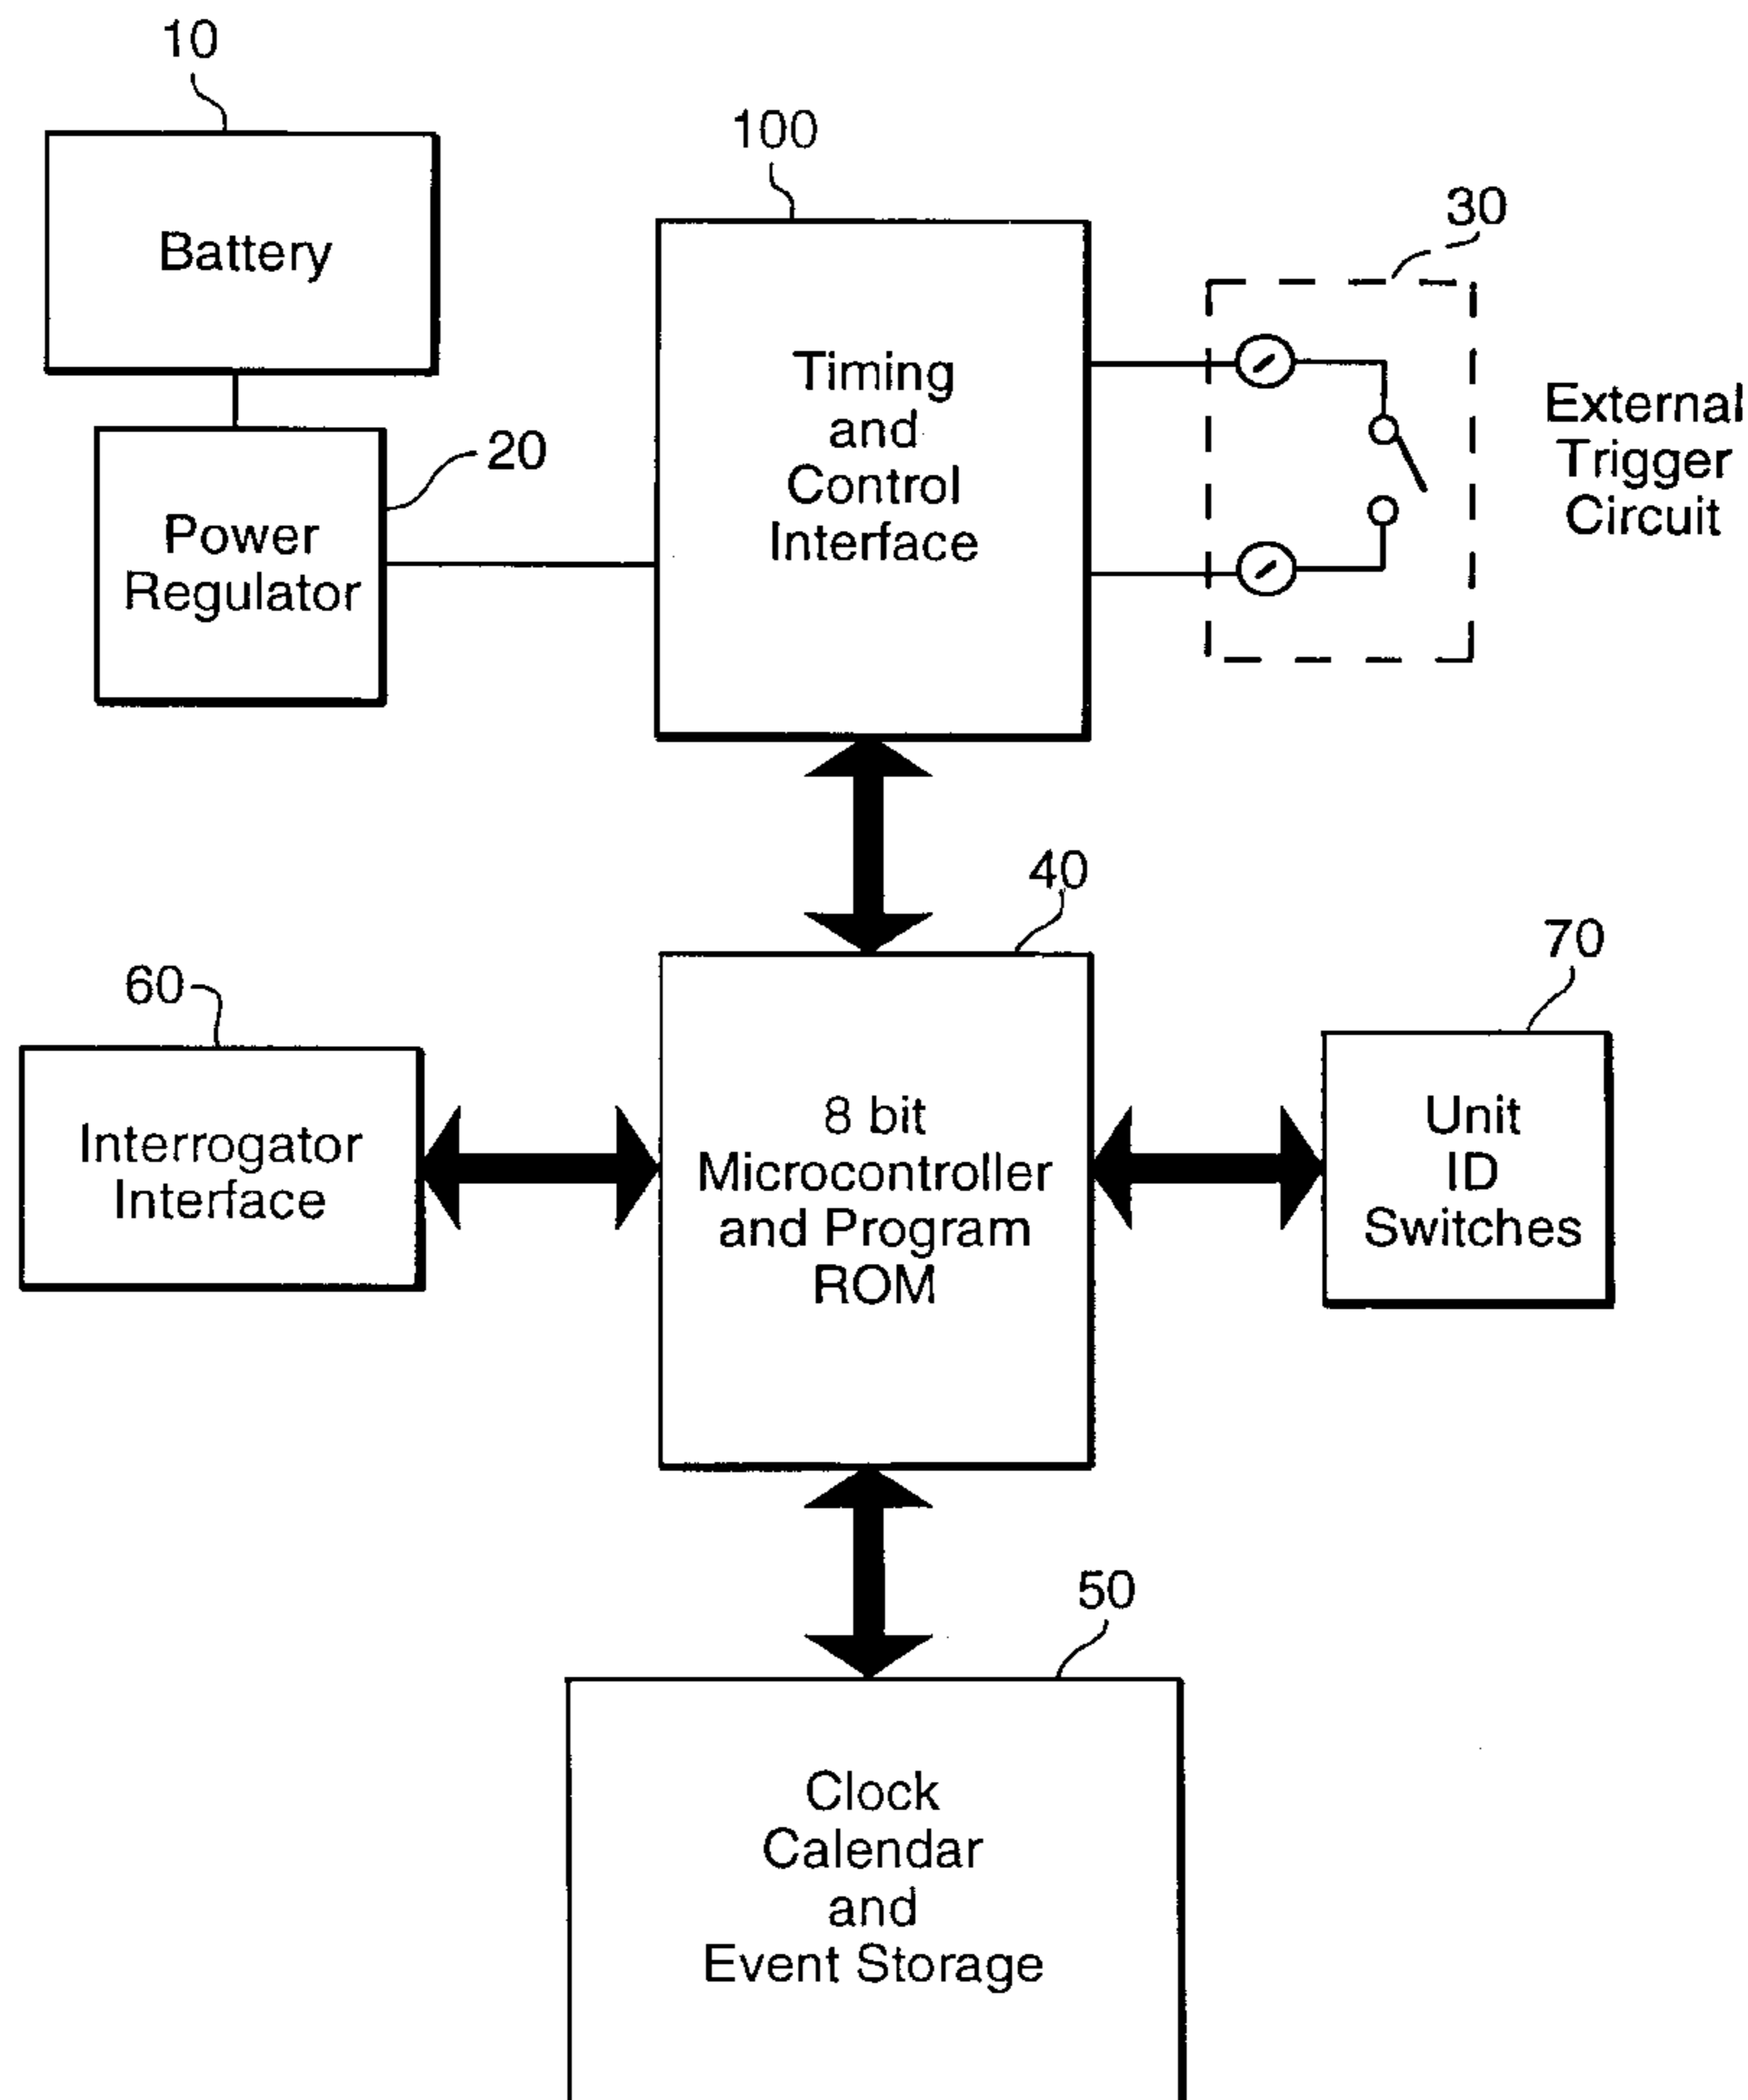 10
Battery
20
Power
Regulator
100
Timing
and
Control
Interface
30
External
Trigger
Circuit
40
8 bit
Microcontroller
and Program
ROM
60
Interrogator
Interface
70
Unit
ID
Switches
50
Clock
Calendar
and
Event Storage